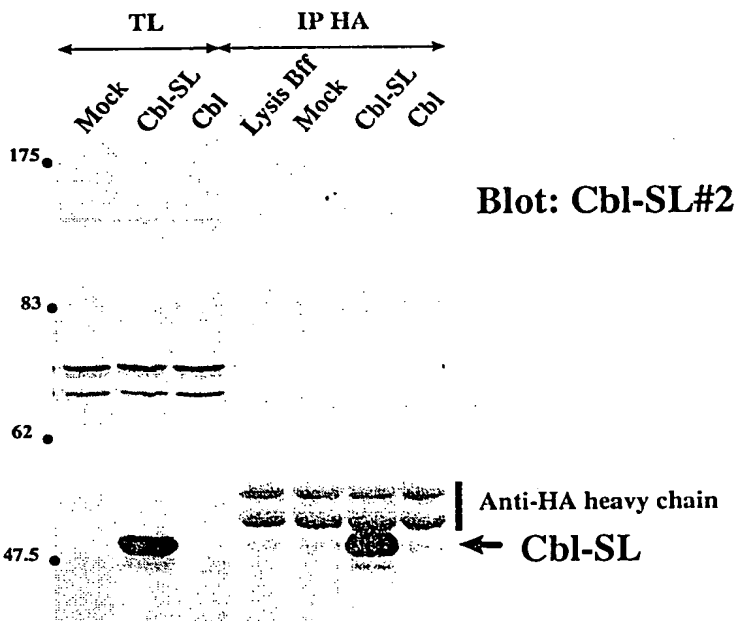 TL IP HA
Mock Cbl-SL Cbl Lysis Bff Mock Cbl-SL Cbl
175
Blot: Cbl-SL#2
83
62
Anti-HA heavy chain
Cbl-SL
47.5